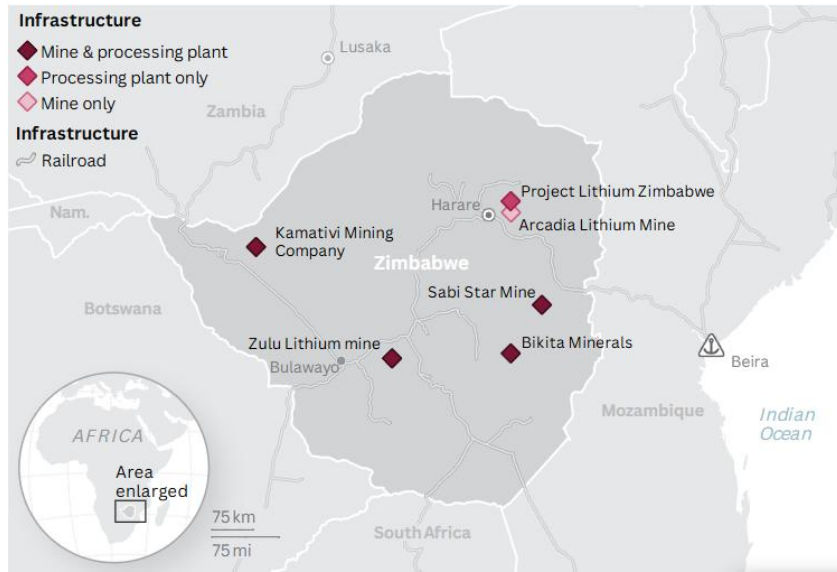 Infrastructure
Mine & processing plant
Processing plant only
Mine only
Infrastructure
Railroad
Lusaka
Zambia
Nam.
Project Lithium Zimbabwe
Harare
Arcadia Lithium Mine
Kamativi Mining
Company
Zimbabwe
Botswana
Sabi Star Mine
Zulu Lithium mine
Bikita Minerals
Bulawayo
Beira
Mozambique
Indian
Ocean
AFRICA
Area
enlarged
75 km
75 mi
South Africa